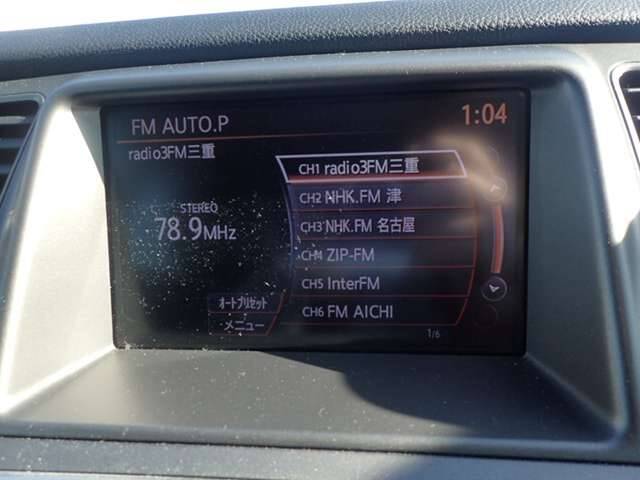 FM AUTO.P
1:04
radio3FM三重
STEREO
78.9MHz
オートプリセット
メニュー
CH1 radio3FM三重
CH2 NHK.FM 津
CH3 NHK.FM 名古屋
CH4 ZIP-FM
CH5 InterFM
CH6 FM AICHI
1/6